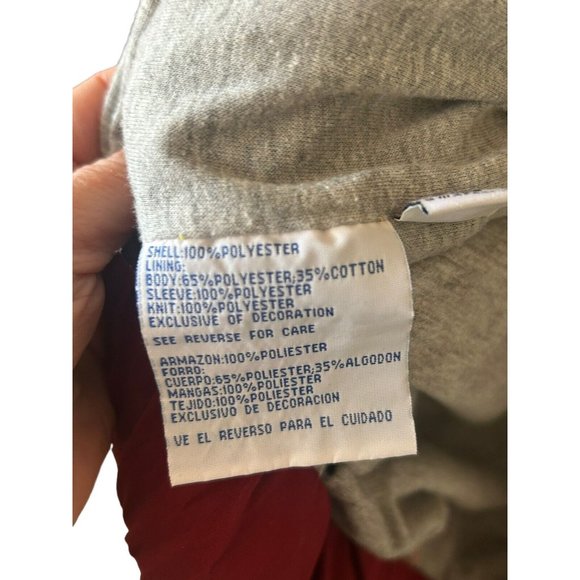 SHELL:100%POLYESTER
LINING:
BODY:65%POLYESTER;35%COTTON
SLEEVE:100%POLYESTER
KNIT:100%POLYESTER
EXCLUSIVE OF DECORATION
SEE REVERSE FOR CARE
ARMAZON:100%POLIESTER
FORRO:
CUERPO:65%POLIESTER;35%ALGODON
MANGAS:100%POLIESTER
TEJIDO:100%POLIESTER
EXCLUSIVO DE DECORACION
VE EL REVERSO PARA EL CUIDADO